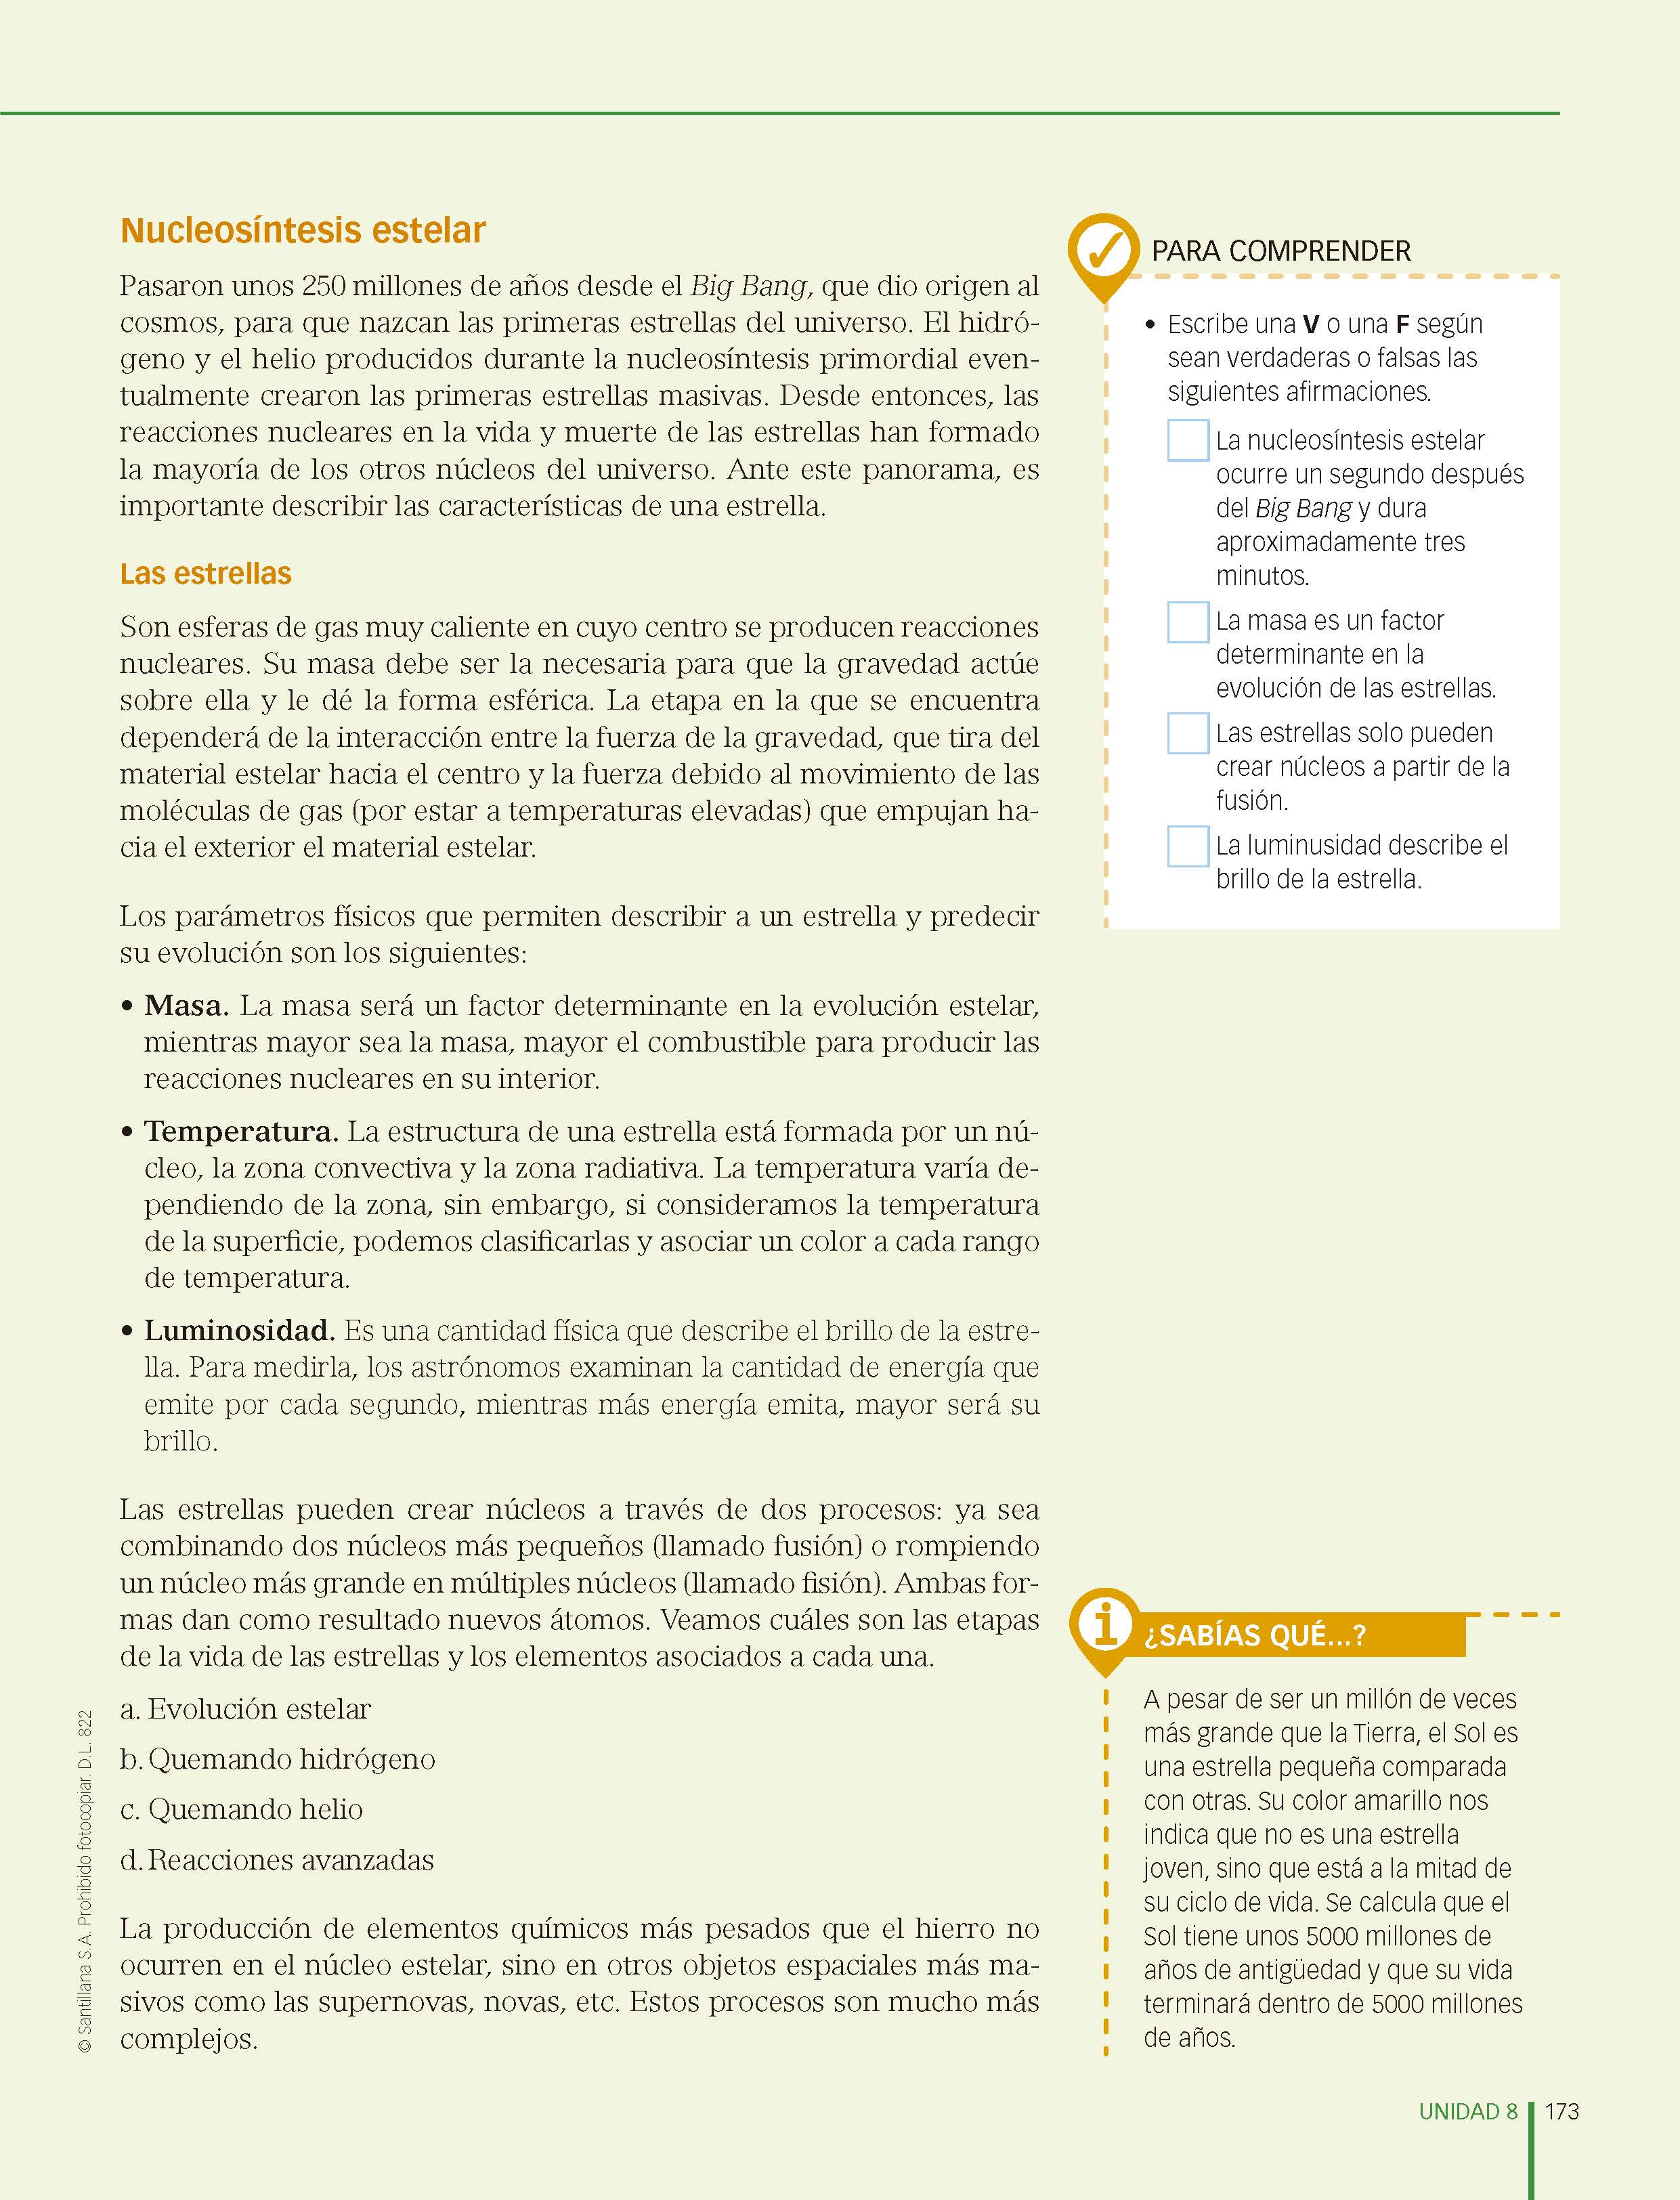 Nucleosíntesis estelar
Pasaron unos 250 millones de años desde el Big Bang, que dio origen al
cosmos, para que nazcan las primeras estrellas del universo. El hidró-
geno y el helio producidos durante la nucleosíntesis primordial even-
tualmente crearon las primeras estrellas masivas. Desde entonces, las
reacciones nucleares en la vida y muerte de las estrellas han formado
la mayoría de los otros núcleos del universo. Ante este panorama, es
importante describir las características de una estrella.
Las estrellas
Son esferas de gas muy caliente en cuyo centro se producen reacciones
nucleares. Su masa debe ser la necesaria para que la gravedad actúe
sobre ella y le dé la forma esférica. La etapa en la que se encuentra
dependerá de la interacción entre la fuerza de la gravedad, que tira del
material estelar hacia el centro y la fuerza debido al movimiento de las
moléculas de gas (por estar a temperaturas elevadas) que empujan ha-
cia el exterior el material estelar.
Los parámetros físicos que permiten describir a un estrella y predecir
su evolución son los siguientes:
• Masa. La masa será un factor determinante en la evolución estelar,
mientras mayor sea la masa, mayor el combustible para producir las
reacciones nucleares en su interior.
• Temperatura. La estructura de una estrella está formada por un nú-
cleo, la zona convectiva y la zona radiativa. La temperatura varía de-
pendiendo de la zona, sin embargo, si consideramos la temperatura
de la superficie, podemos clasificarlas y asociar un color a cada rango
de temperatura.
• Luminosidad. Es una cantidad física que describe el brillo de la estre-
lla. Para medirla, los astrónomos examinan la cantidad de energía que
emite por cada segundo, mientras más energía emita, mayor será su
brillo.
Las estrellas pueden crear núcleos a través de dos procesos: ya sea
combinando dos núcleos más pequeños (llamado fusión) o rompiendo
un núcleo más grande en múltiples núcleos (llamado fisión). Ambas for-
mas dan como resultado nuevos átomos. Veamos cuáles son las etapas
de la vida de las estrellas y los elementos asociados a cada una.
a. Evolución estelar
b. Quemando hidrógeno
c. Quemando helio
d. Reacciones avanzadas
La producción de elementos químicos más pesados que el hierro no
ocurren en el núcleo estelar, sino en otros objetos espaciales más ma-
sivos como las supernovas, novas, etc. Estos procesos son mucho más
complejos.
PARA COMPRENDER
• Escribe una V o una F según
sean verdaderas o falsas las
siguientes afirmaciones.
La nucleosíntesis estelar
ocurre un segundo después
del Big Bang y dura
aproximadamente tres
minutos.
La masa es un factor
determinante en la
evolución de las estrellas.
Las estrellas solo pueden
crear núcleos a partir de la
fusión.
La luminusidad describe el
brillo de la estrella.
¿SABÍAS QUÉ...?
A pesar de ser un millón de veces
más grande que la Tierra, el Sol es
una estrella pequeña comparada
con otras. Su color amarillo nos
indica que no es una estrella
joven, sino que está a la mitad de
su ciclo de vida. Se calcula que el
Sol tiene unos 5000 millones de
años de antigüedad y que su vida
terminará dentro de 5000 millones
de años.
© Santillana S.A. Prohibido fotocopiar. D.L. 822
UNIDAD 8 173